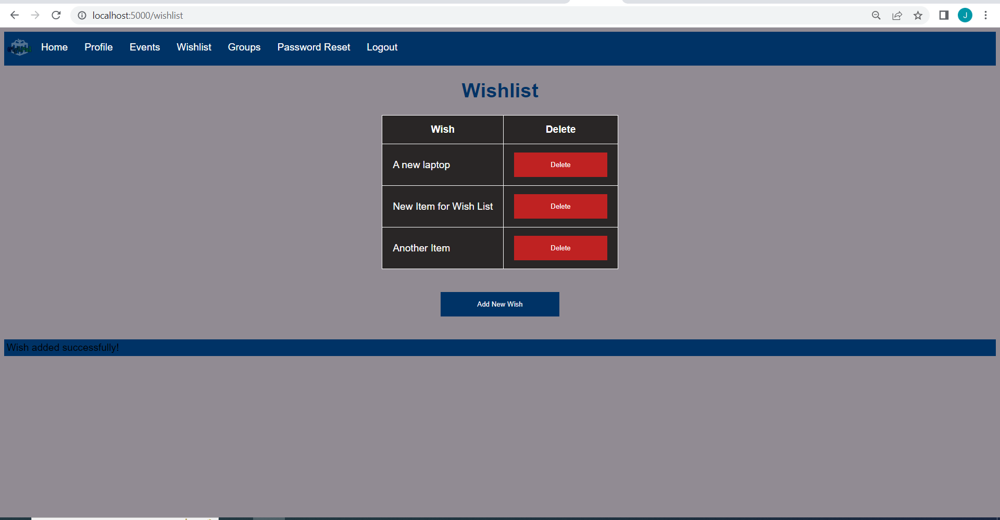 localhost:5000/wishlist
J
Home Profile Events Wishlist Groups Password Reset Logout
Wishlist
Wish Delete
A new laptop Delete
New Item for Wish List Delete
Another Item Delete
Add New Wish
Wish added successfully!